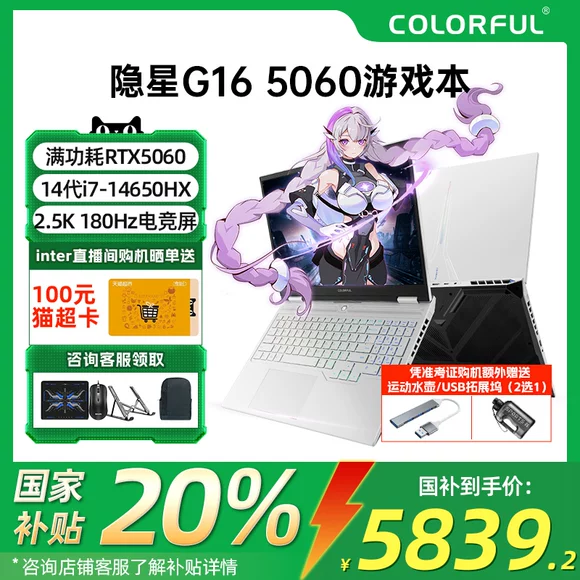 COLORFUL®
隐星G16 5060游戏本
满功耗RTX5060
14代i7-14650HX
2.5K 180Hz电竞屏
inter直播间购机晒单送
100元
猫超卡
咨询客服领取
COLORFUL
凭准考证购机额外赠送
运动水壶/USB拓展坞（2选1）
国家
补贴
20%
国补到手价：
¥5839.2
*咨询店铺客服了解补贴详情